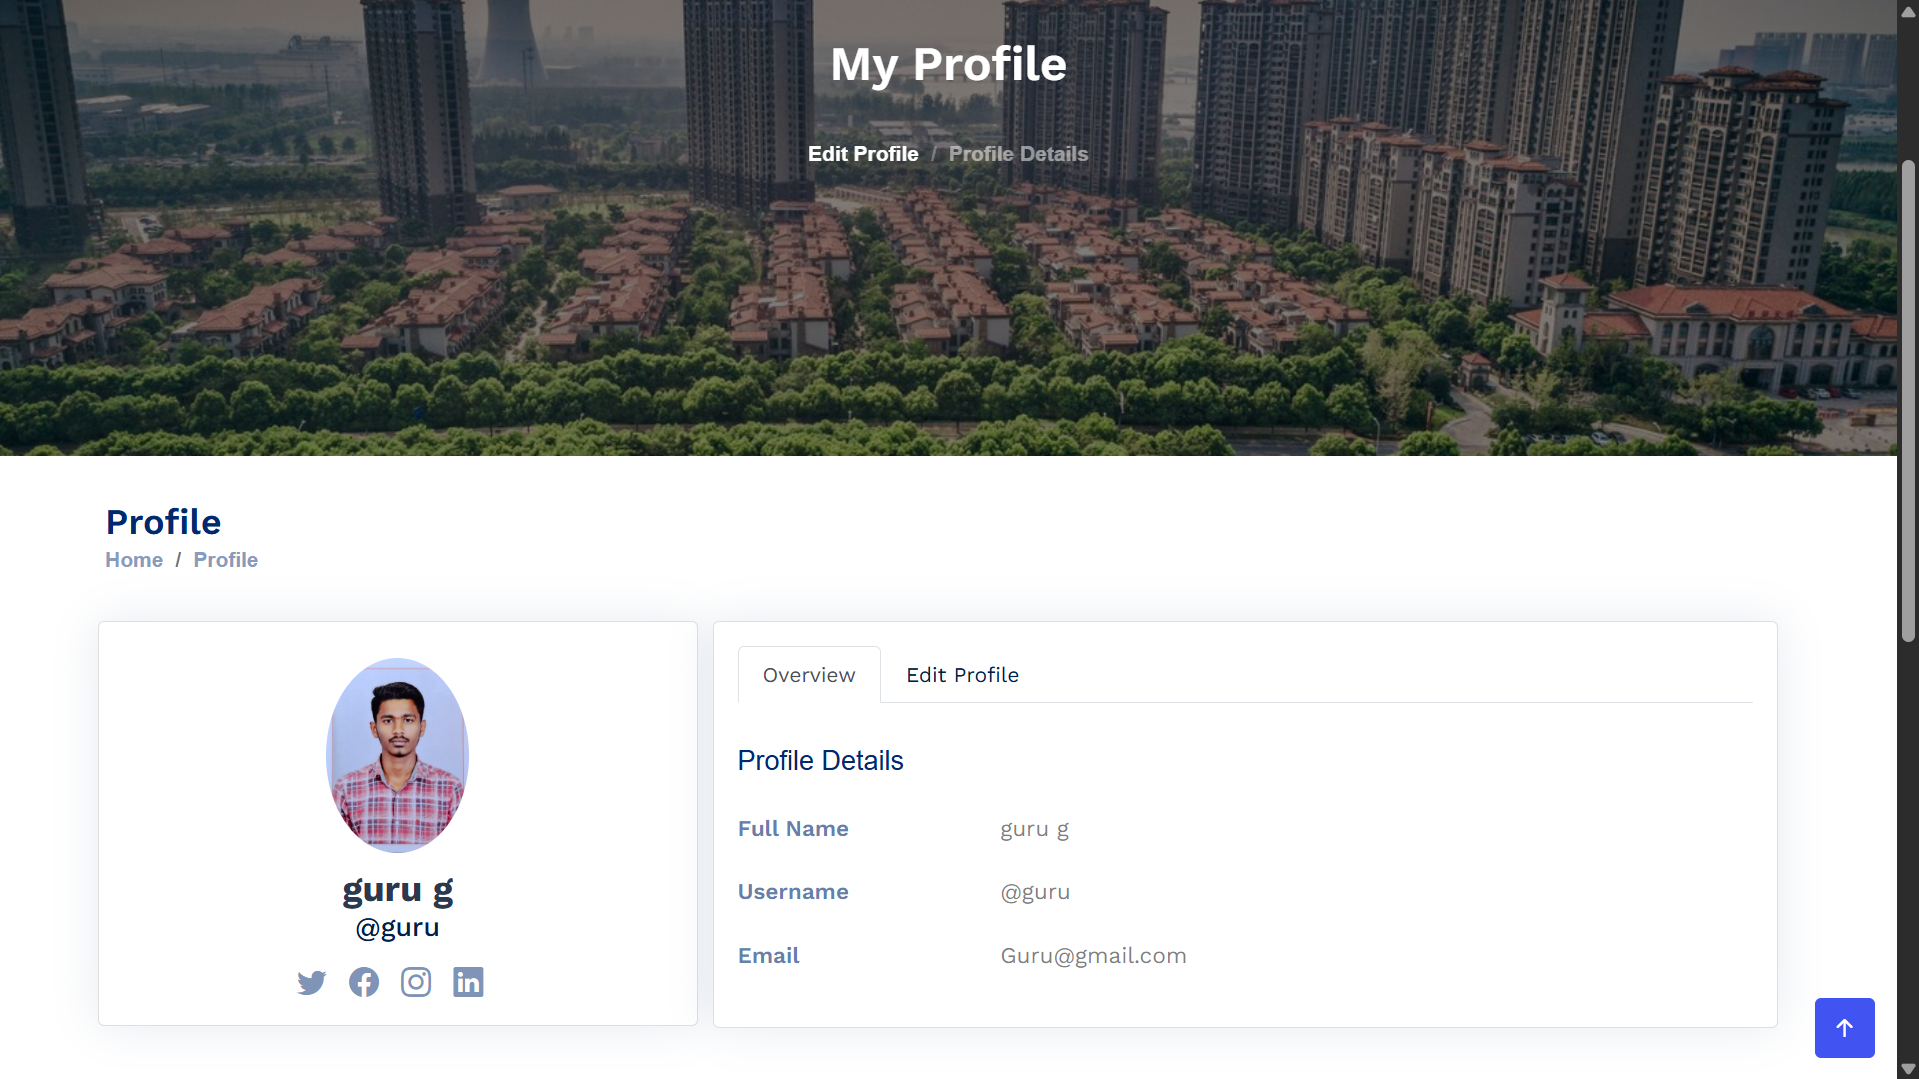 My Profile
Edit Profile / Profile Details
Profile
Home / Profile
guru g
@guru
Overview
Edit Profile
Profile Details
Full Name guru g
Username @guru
Email Guru@gmail.com